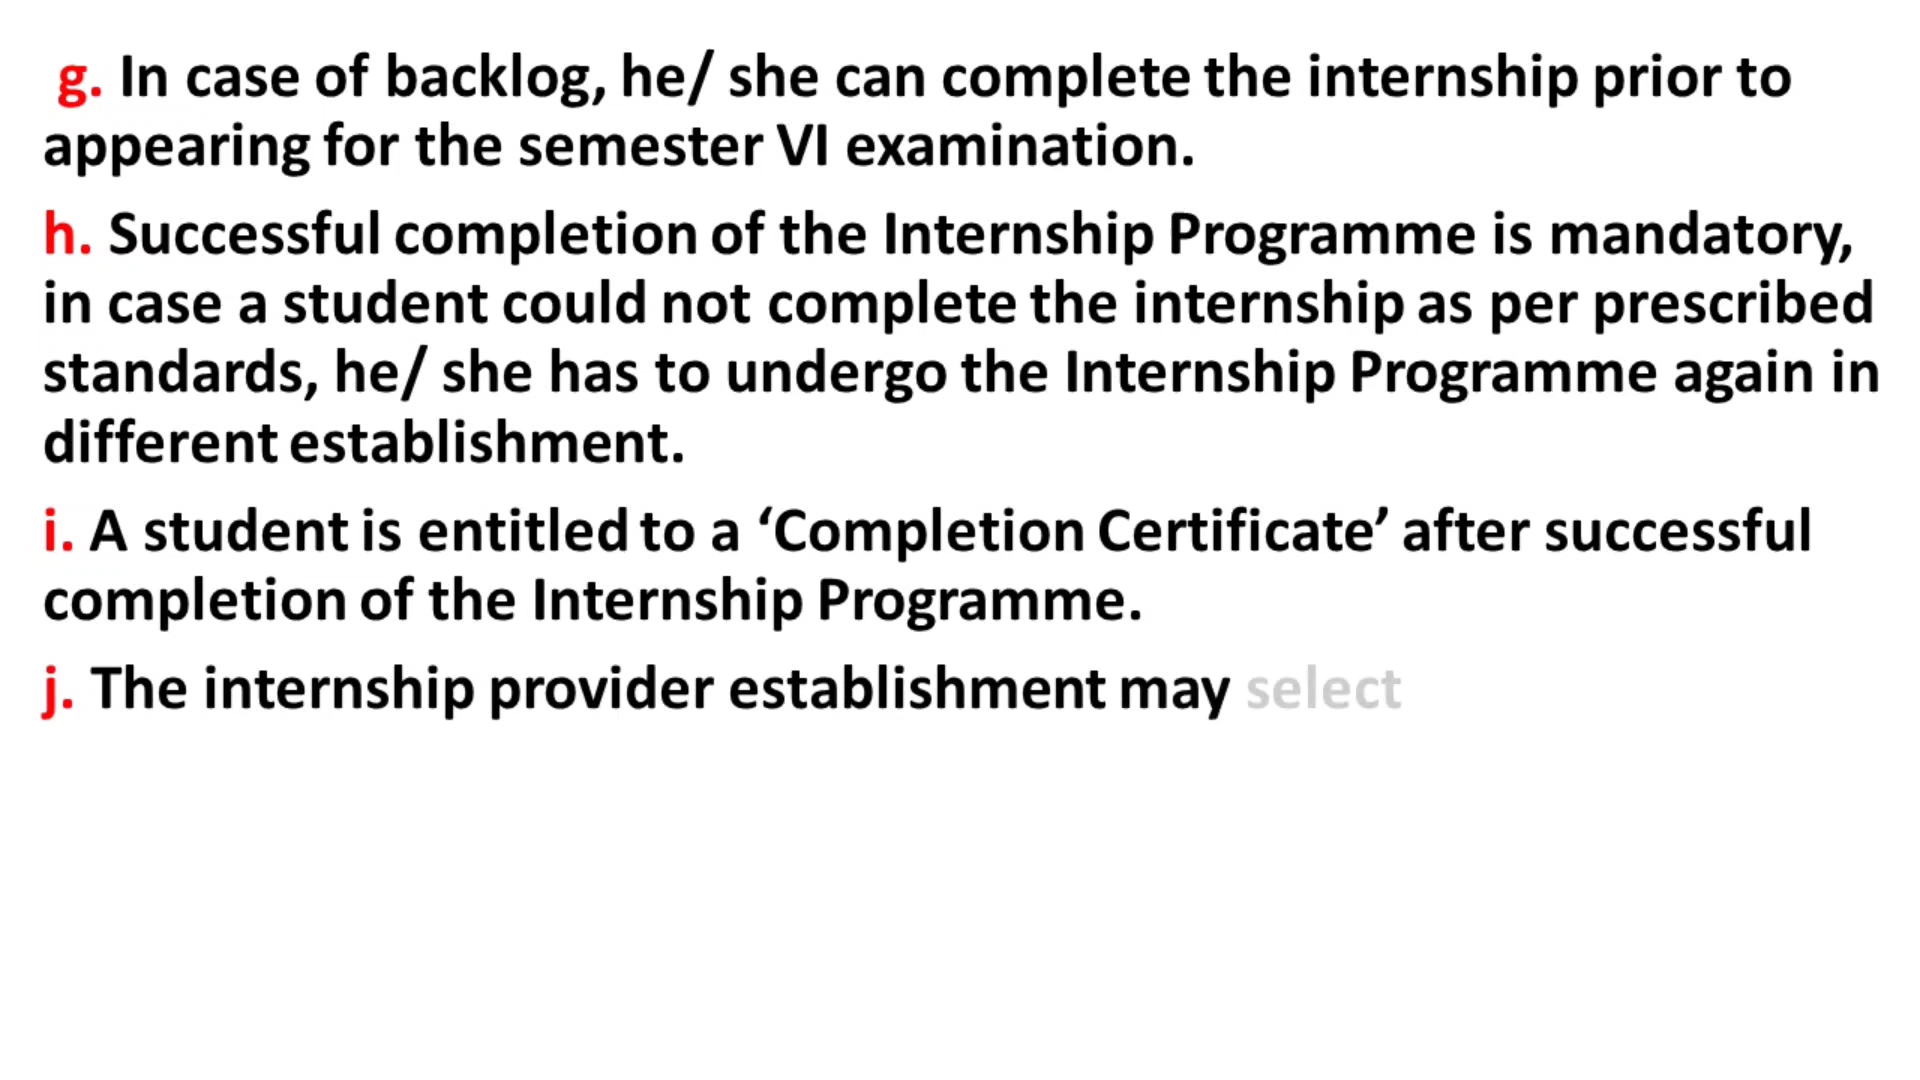 g. In case of backlog, he/ she can complete the internship prior to
appearing for the semester VI examination.
h. Successful completion of the Internship Programme is mandatory,
in case a student could not complete the internship as per prescribed
standards, he/ she has to undergo the Internship Programme again in
different establishment.
i. A student is entitled to a ‘Completion Certificate’ after successful
completion of the Internship Programme.
j. The internship provider establishment may select